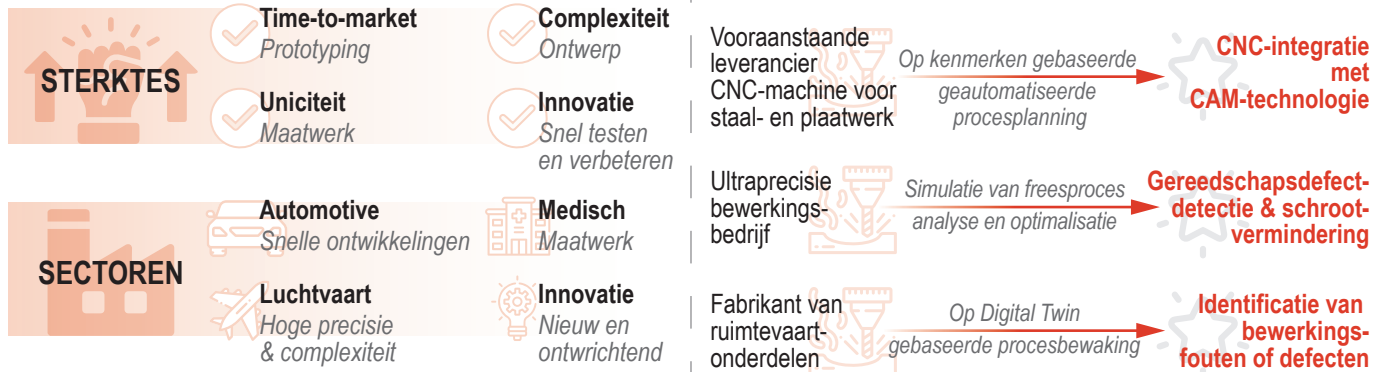 STERKTES
Time-to-market
Prototyping
Complexiteit
Ontwerp
Uniciteit
Maatwerk
Innovatie
Snel testen
en verbeteren
SECTOREN
Automotive
Snelle ontwikkelingen
Medisch
Maatwerk
Luchtvaart
Hoge precisie
& complexiteit
Innovatie
Nieuw en
ontwrichtend
Vooraanstaande
leverancier
CNC-machine voor
staal- en plaatwerk
Op kenmerken gebaseerde
geautomatiseerde
procesplanning
CNC-integratie
met
CAM-technologie
Ultraprecisie
bewerkings-
bedrijf
Simulatie van freesproces
analyse en optimalisatie
Gereedschapsdefect-
detectie & schroot-
vermindering
Fabrikant van
ruimtevaart-
onderdelen
Op Digital Twin
gebaseerde procesbewaking
Identificatie van
bewerkings-
fouten of defecten